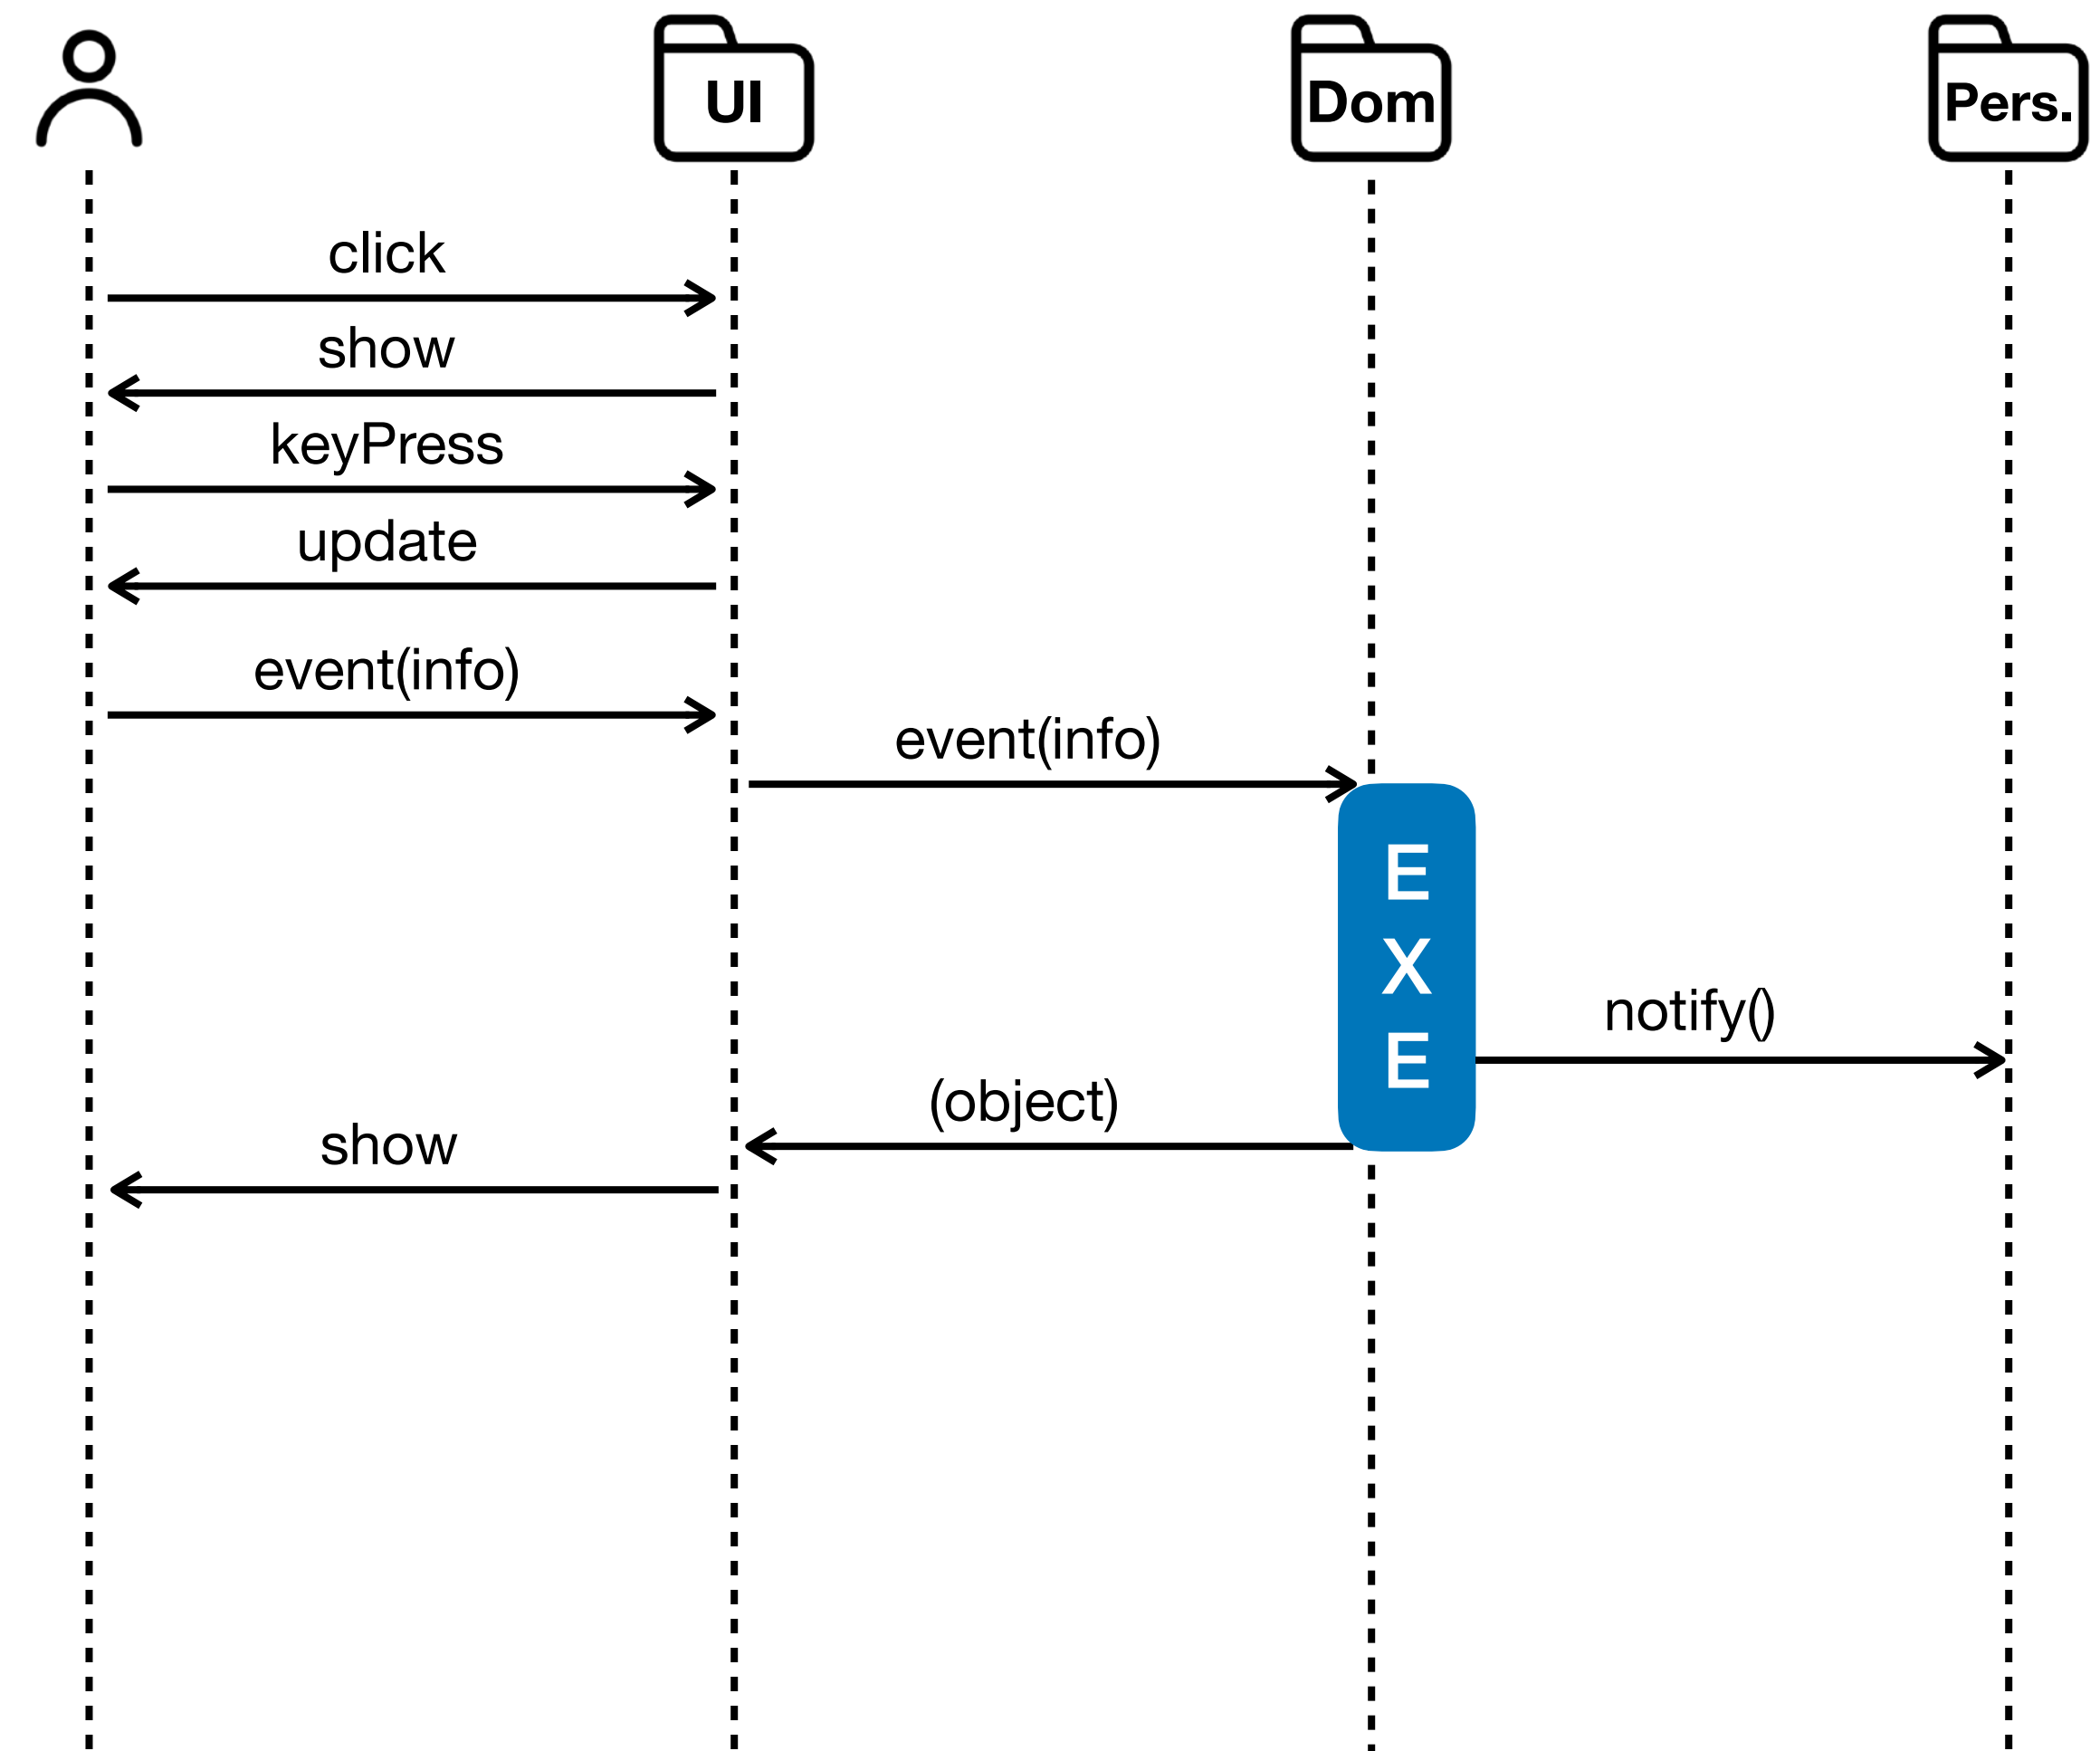 UI
Dom
Pers.
click
show
keyPress
update
event(info)
event(info)
E
X
E
notify()
(object)
show